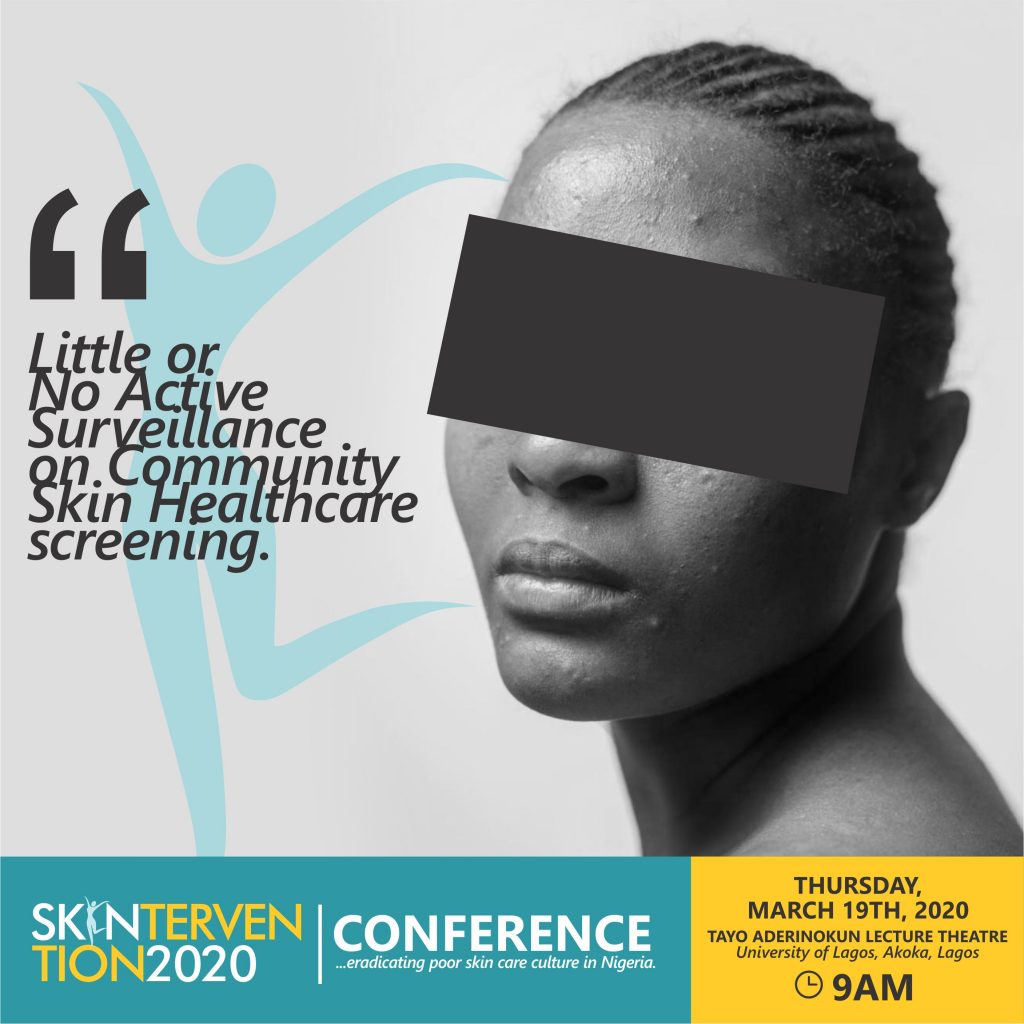 “
Little or
No Active
Surveillance
on Community
Skin Healthcare
screening.
SKINTERVEN
TION2020
CONFERENCE
...eradicating poor skin care culture in Nigeria.
THURSDAY,
MARCH 19TH, 2020
TAYO ADERINOKUN LECTURE THEATRE
University of Lagos, Akoka, Lagos
9AM